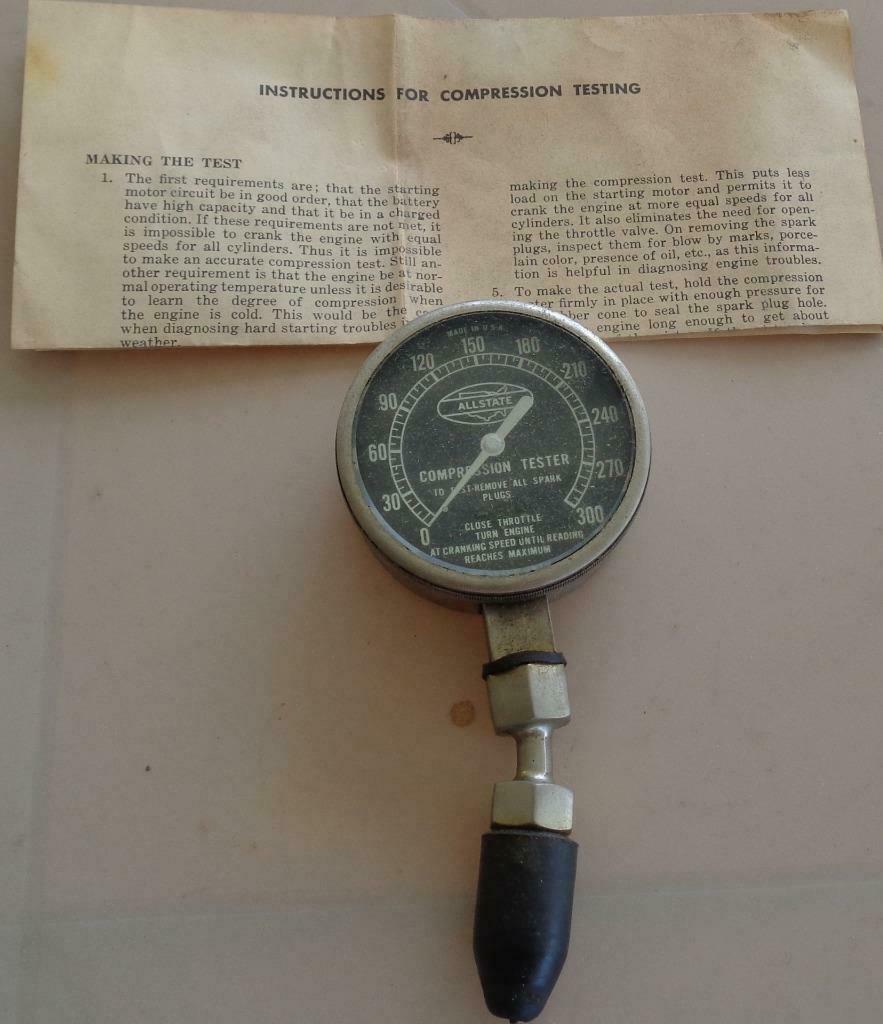 INSTRUCTIONS FOR COMPRESSION TESTING
MAKING THE TEST
1. The first requirements are; that the starting
motor circuit be in good order, that the battery
have high capacity and that it be in a charged
condition. If these requirements are not met, it
is impossible to crank the engine with equal
speeds for all cylinders. Thus it is impossible
to make an accurate compression test. Still an-
other requirement is that the engine be at nor-
mal operating temperature unless it is desirable
to learn the degree of compression when
the engine is cold. This would be the
when diagnosing hard starting troubles
weather.
making the compression test. This puts less
load on the starting motor and permits it to
crank the engine at more equal speeds for all
cylinders. It also eliminates the need for open-
ing the throttle valve. On removing the spark
plugs, inspect them for blow by marks, porce-
lain color, presence of oil, etc., as this informa-
tion is helpful in diagnosing engine troubles.
5. To make the actual test, hold the compression
firmly in place with enough pressure for
cone to seal the spark plug hole.
engine long enough to get about
MADE IN U.S.A.
0 30 60 90 120 150 180 210 240 270 300
ALLSTATE
COMPRESSION TESTER
TO TEST-REMOVE ALL SPARK
PLUGS
CLOSE THROTTLE
TURN ENGINE
AT CRANKING SPEED UNTIL READING
REACHES MAXIMUM